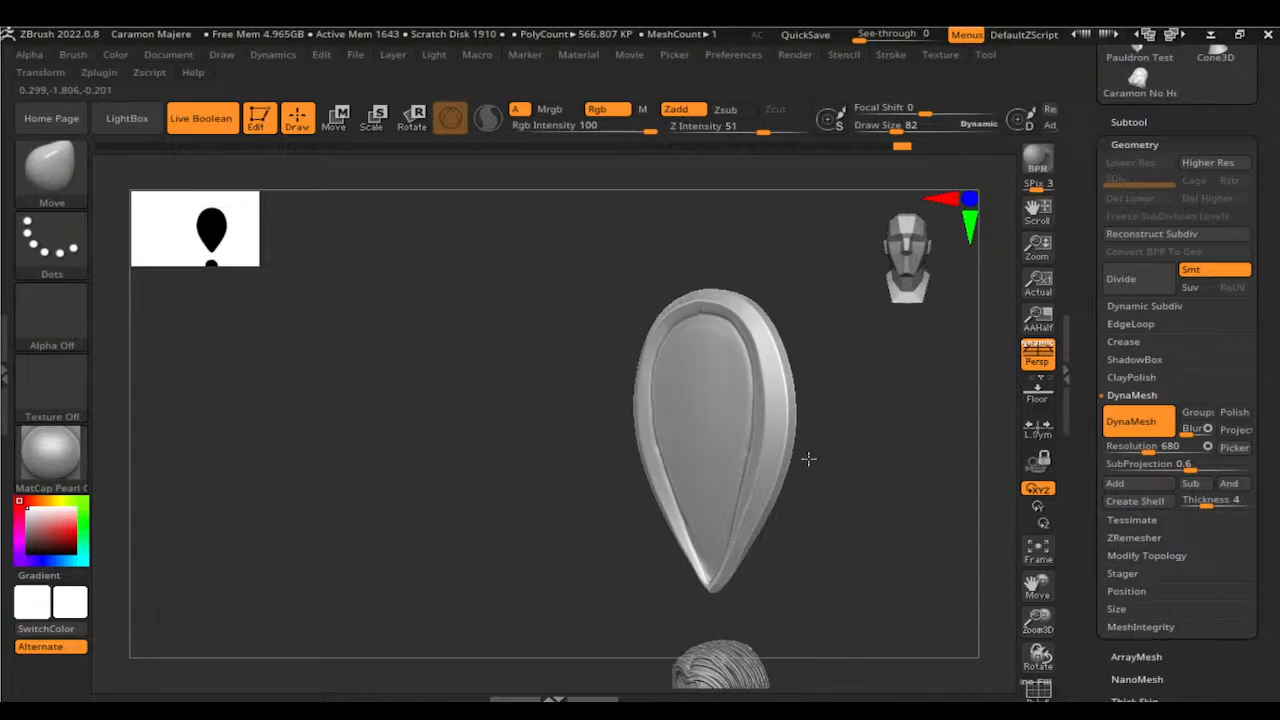 ZBrush 2022.0.8 Caramon Majere • Free Mem 4.965GB • Active Mem 1643 • Scratch Disk 1910 • PolyCount▸566.807 KP • MeshCount▸1 AC QuickSave See-through 0 Menus DefaultZScript
Alpha Brush Color Document Draw Dynamics Edit File Layer Light Macro Marker Material Movie Picker Preferences Render Stencil Stroke Texture Tool
Transform Zplugin Zscript Help
0.299,-1.806,-0.201
Home Page LightBox Live Boolean Edit Draw Move Scale Rotate
A Mrgb Rgb M Zadd Zsub Zcut
Rgb Intensity 100 Z Intensity 51
Focal Shift 0
Draw Size 82 Dynamic
S
D
Re
Ad
Move
Dots
Alpha Off
Texture Off
MatCap Pearl
Gradient
SwitchColor
Alternate
BPR
SPix 3
Scroll
Zoom
Actual
AAHalf
Dynamic
Persp
Floor
L.Sym
XYZ
Frame
Move
Zoom3D
Rotate
Pauldron Test Cone3D
Caramon No H
Subtool
Geometry
Lower Res Higher Res
SDiv Cage Rstr
Del Lower Del Higher
Freeze SubDivision Levels
Reconstruct Subdiv
Convert BPR To Geo
Divide Smt
Suv
Dynamic Subdiv
EdgeLoop
Crease
ShadowBox
ClayPolish
DynaMesh
DynaMesh Group: Polish
Blur Projec
Resolution 680 Picker
SubProjection 0.6
Add Sub And
Create Shell Thickness 4
Tessimate
ZRemesher
Modify Topology
Stager
Position
Size
MeshIntegrity
ArrayMesh
NanoMesh